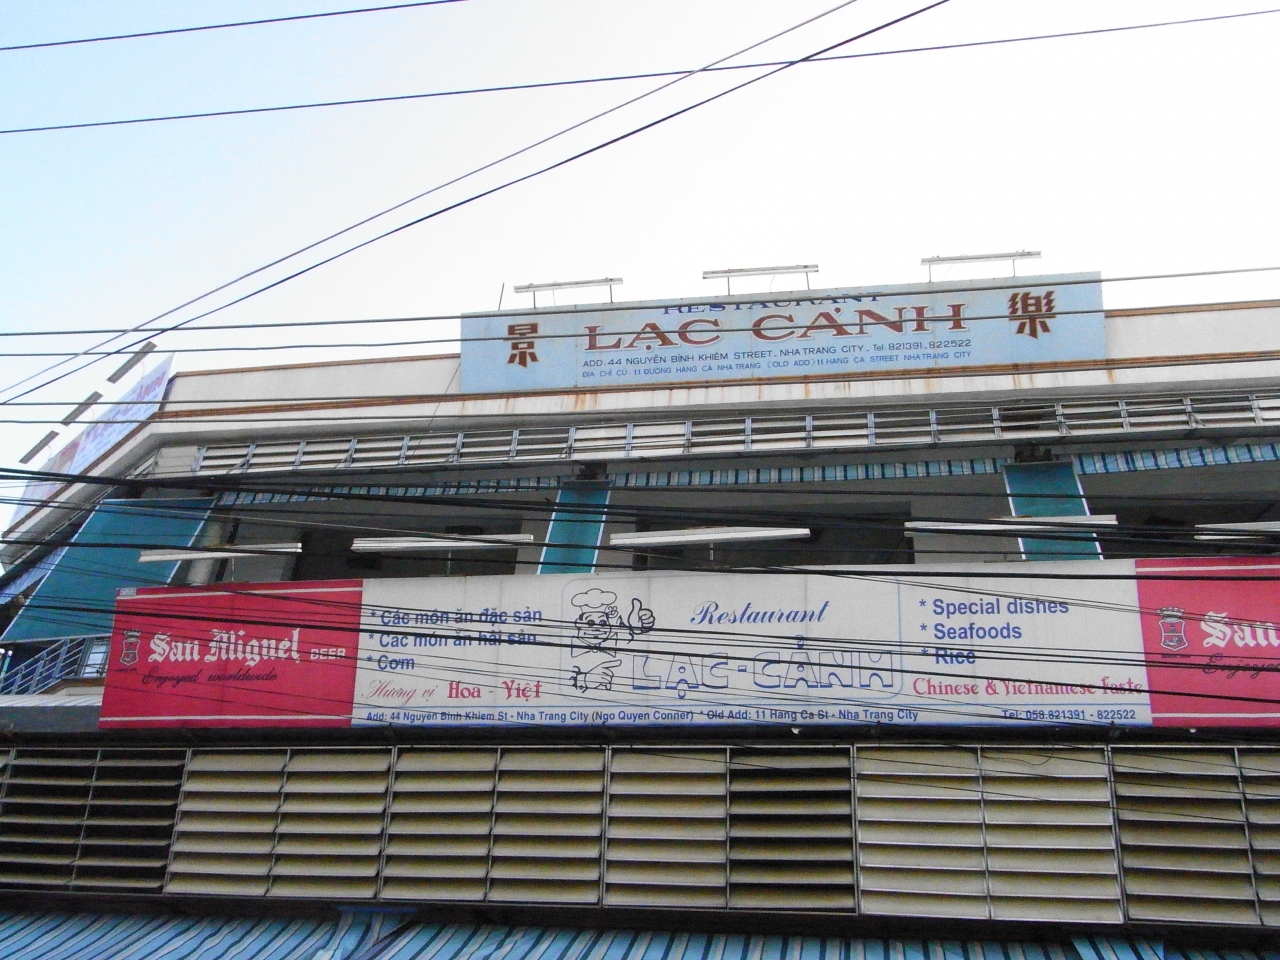 RESTAURANT
景 LẠC CẢNH 樂
ADD. 44 NGUYỄN BỈNH KHIÊM STREET. NHA TRANG CITY. Tel: 821391.822522
ĐỊA CHỈ CŨ: 11 ĐƯỜNG HÀNG CÁ NHA TRANG (OLD ADD) 11 HANG CA STREET NHATRANG CITY
San Miguel BEER
Enjoyed worldwide
* Các món ăn đặc sản
* Các món ăn hải sản
* Cơm
Hương vị Hoa - Việt
Restaurant
LẠC-CẢNH
* Special dishes
* Seafoods
* Rice
Chinese & Vietnamese Taste
Add: 44 Nguyen Binh Khiem St - Nha Trang City (Ngo Quyen Conner) * Old Add: 11 Hang Ca St - Nha Trang City
Tel: 058.821391 - 822522
San
Enjoyed